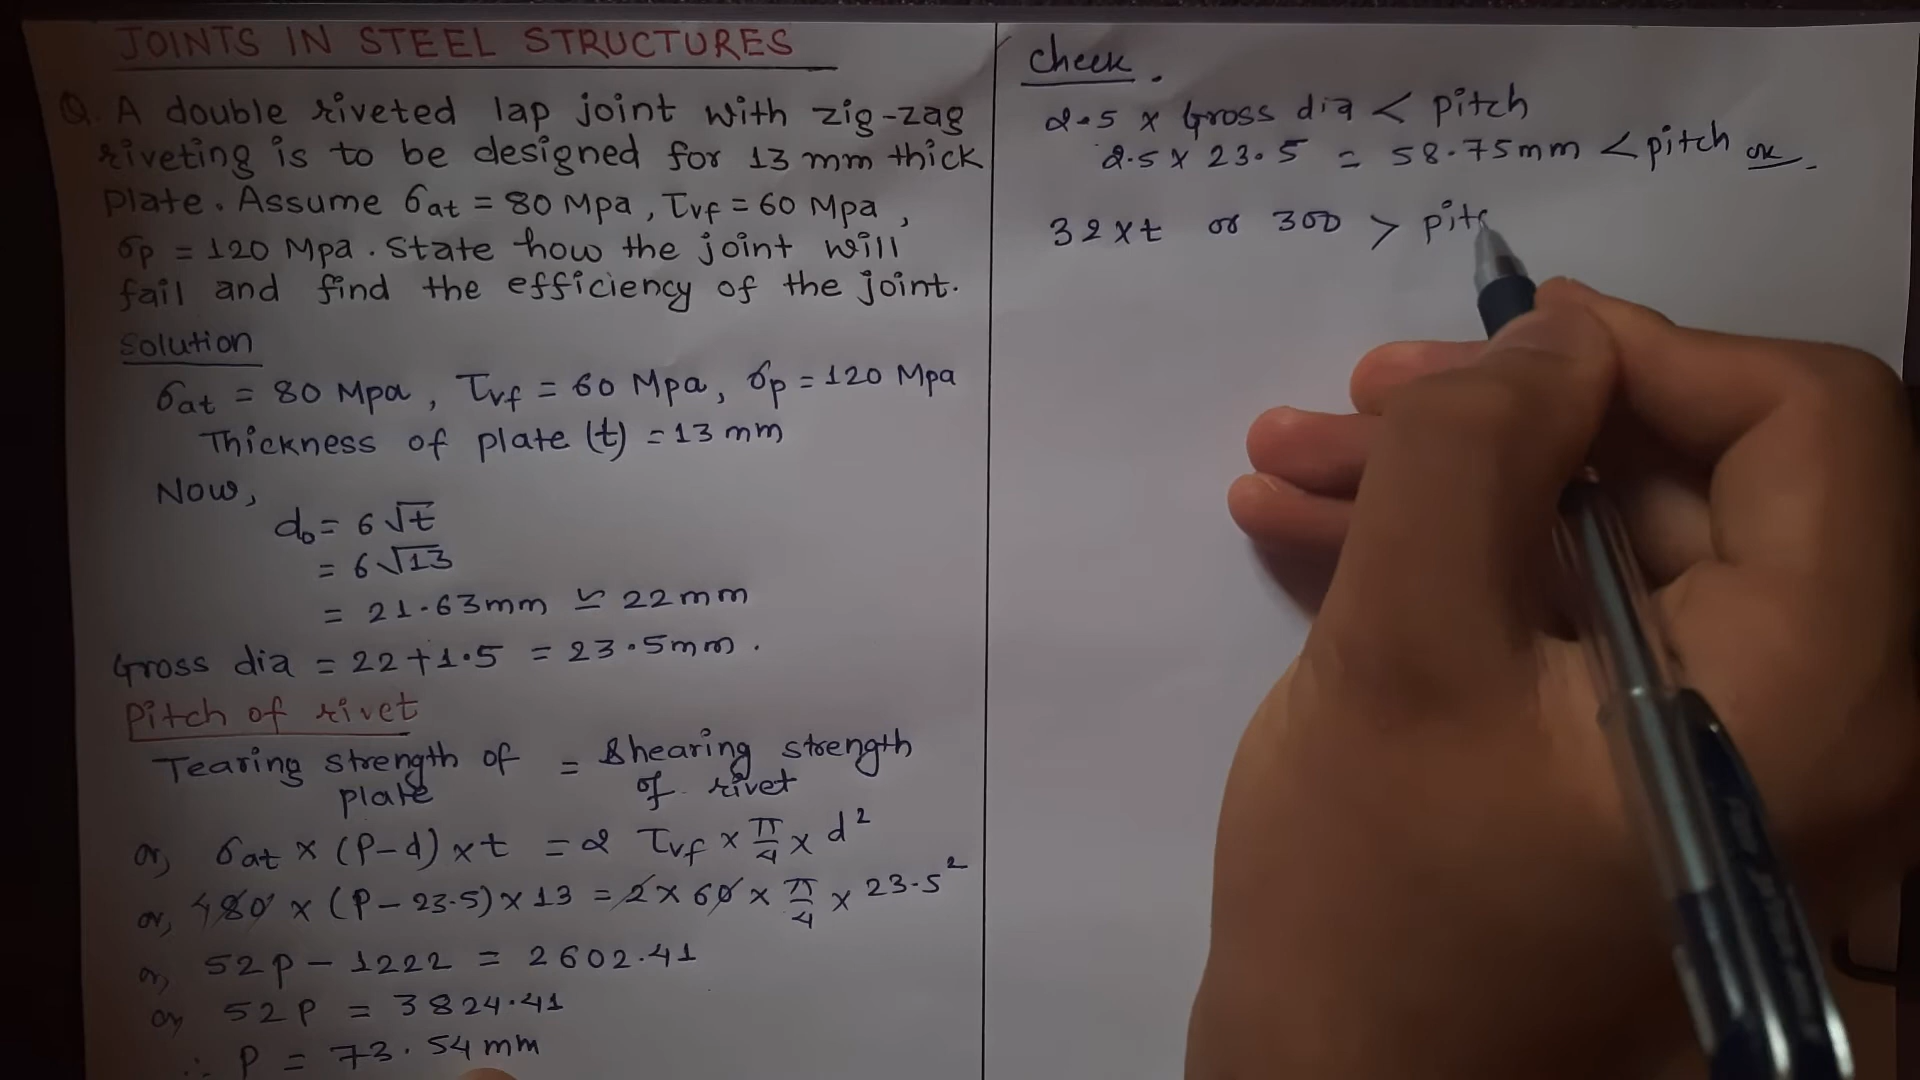 JOINTS IN STEEL STRUCTURES
Q. A double riveted lap joint with zig-zag
riveting is to be designed for 13 mm thick
plate. Assume σat = 80 Mpa, τvf = 60 Mpa,
σp = 120 Mpa. State how the joint will
fail and find the efficiency of the joint.
Solution
σat = 80 Mpa, τvf = 60 Mpa, σp = 120 Mpa
Thickness of plate (t) = 13 mm
Now,
do = 6 √t
= 6 √13
= 21.63mm ≃ 22mm
Gross dia = 22+1.5 = 23.5mm.
Pitch of rivet
Tearing strength of plate = Shearing strength of rivet
or, σat × (P-d) × t = 2 τvf × π/4 × d²
or, 480 × (P-23.5) × 13 = 2 × 60 × π/4 × 23.5²
or, 52p - 1222 = 2602.41
or, 52P = 3824.41
∴ P = 73.54mm
Check.
2.5 × Gross dia < pitch
2.5 × 23.5 = 58.75mm < pitch ok.
32×t or 300 > pitc